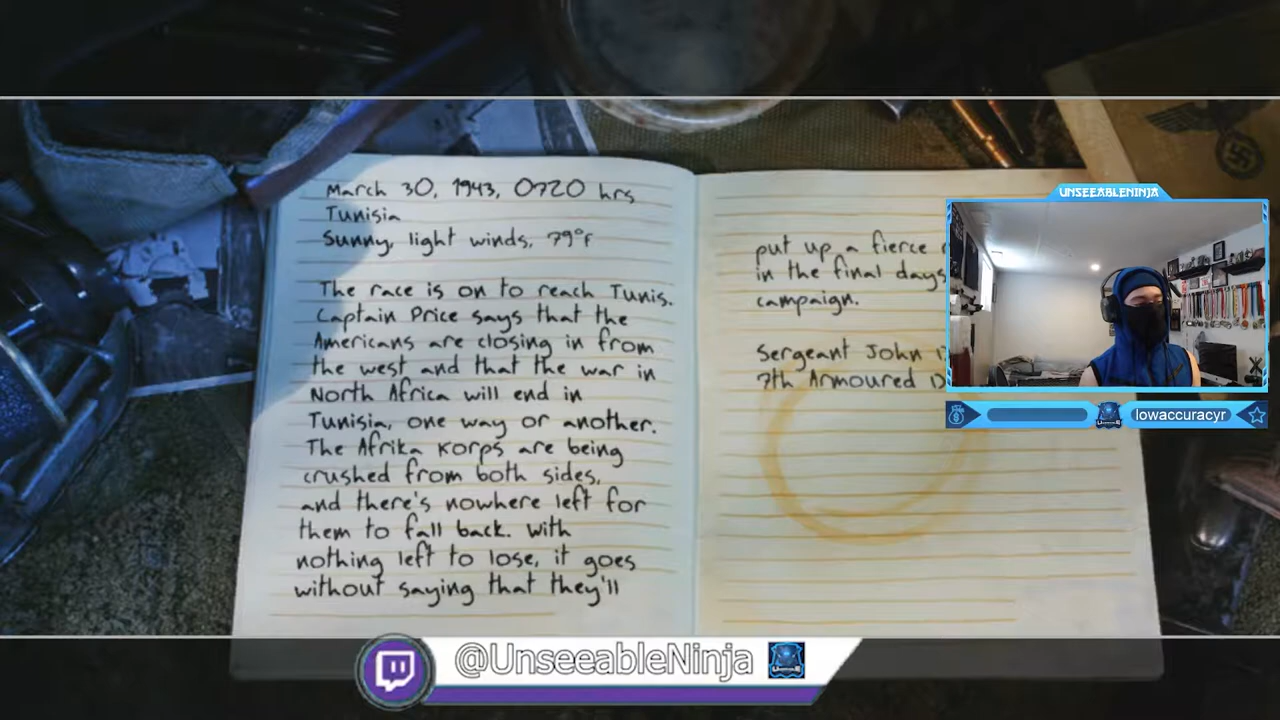 March 30, 1943, 0720 hrs
Tunisia
Sunny, light winds, 79°F
The race is on to reach Tunis.
Captain Price says that the
Americans are closing in from
the west and that the war in
North Africa will end in
Tunisia, one way or another.
The Afrika Korps are being
crushed from both sides,
and there's nowhere left for
them to fall back. With
nothing left to lose, it goes
without saying that they'll
put up a fierce
in the final days
campaign.
Sergeant John
7th Armoured
UNSEEABLENINJA
lowaccuracyr
@UnseeableNinja